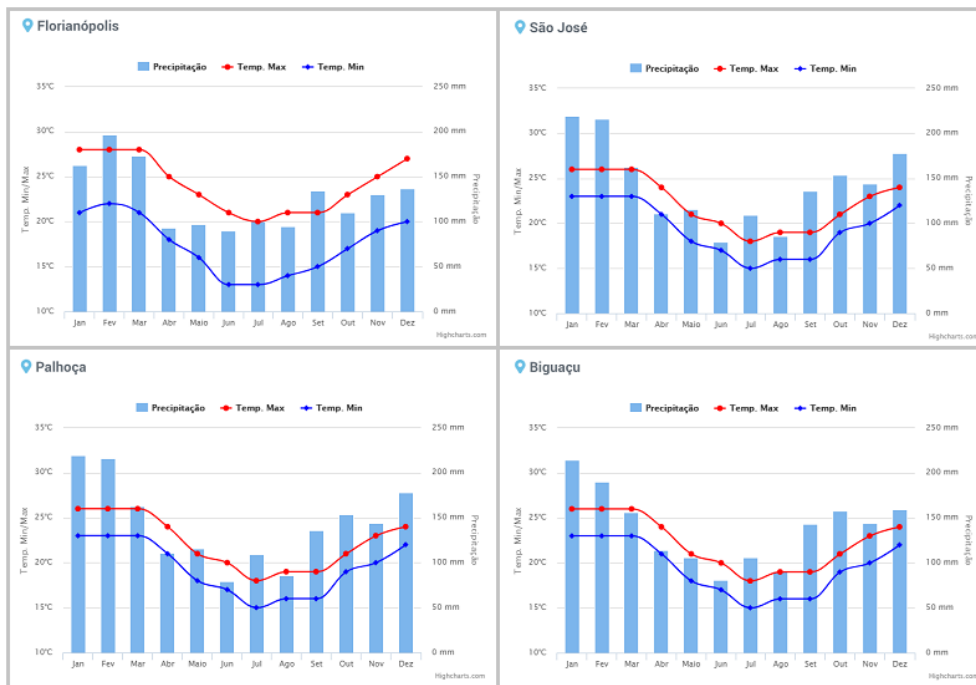 Florianópolis
Precipitação Temp. Max Temp. Min
35°C 250 mm
30°C 200 mm
25°C 150 mm
20°C 100 mm
15°C 50 mm
10°C 0 mm
Temp. Min/Max
Precipitação
Jan Fev Mar Abr Maio Jun Jul Ago Set Out Nov Dez
Highcharts.com
São José
Precipitação Temp. Max Temp. Min
35°C 250 mm
30°C 200 mm
25°C 150 mm
20°C 100 mm
15°C 50 mm
10°C 0 mm
Temp. Min/Max
Precipitação
Jan Fev Mar Abr Maio Jun Jul Ago Set Out Nov Dez
Highcharts.com
Palhoça
Precipitação Temp. Max Temp. Min
35°C 250 mm
30°C 200 mm
25°C 150 mm
20°C 100 mm
15°C 50 mm
10°C 0 mm
Temp. Min/Max
Precipitação
Jan Fev Mar Abr Maio Jun Jul Ago Set Out Nov Dez
Highcharts.com
Biguaçu
Precipitação Temp. Max Temp. Min
35°C 250 mm
30°C 200 mm
25°C 150 mm
20°C 100 mm
15°C 50 mm
10°C 0 mm
Temp. Min/Max
Precipitação
Jan Fev Mar Abr Maio Jun Jul Ago Set Out Nov Dez
Highcharts.com